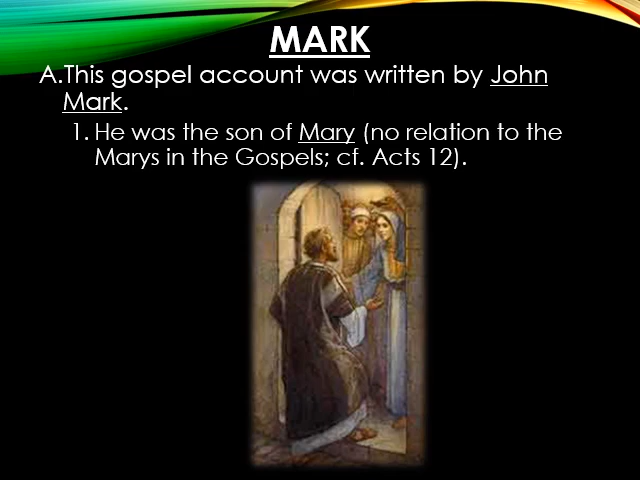 MARK
A.This gospel account was written by John
Mark.
1. He was the son of Mary (no relation to the
Marys in the Gospels; cf. Acts 12).